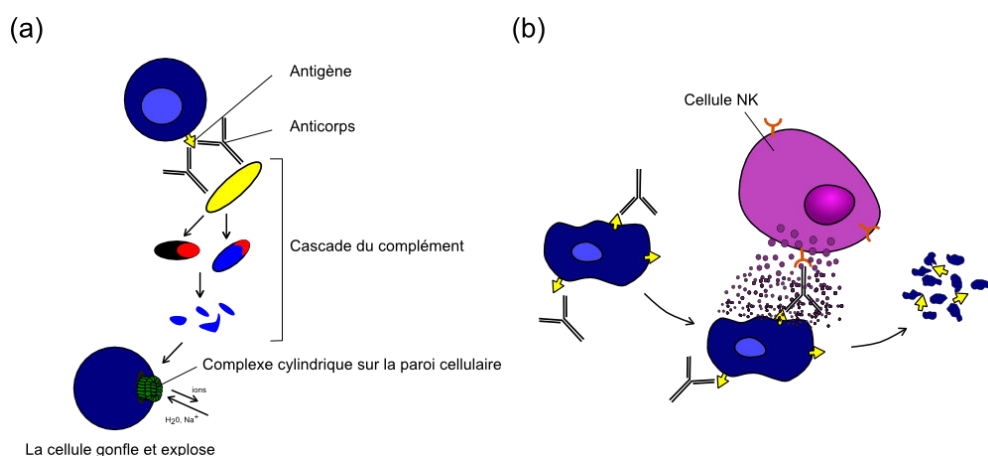 (a)
(b)
Antigène
Anticorps
Cascade du complément
Complexe cylindrique sur la paroi cellulaire
ions
H20, Na+
La cellule gonfle et explose
Cellule NK